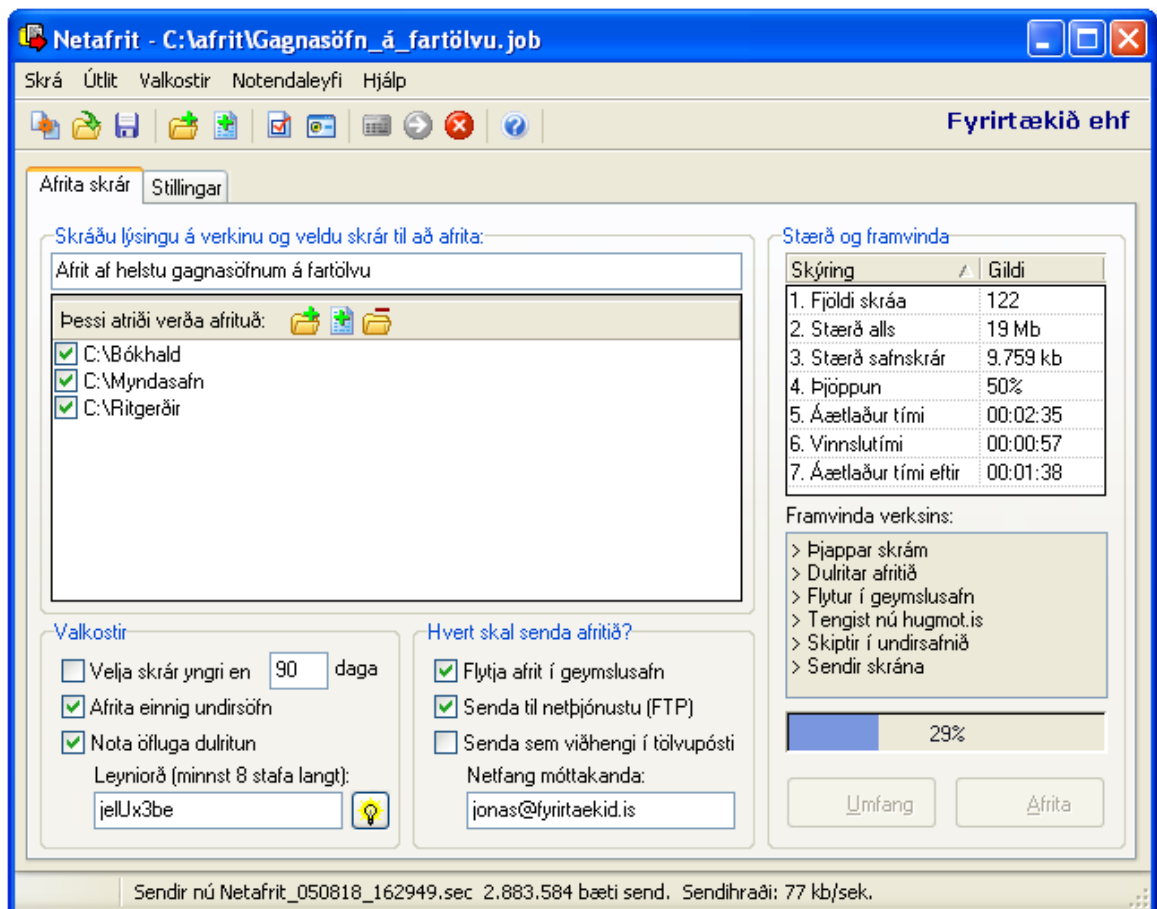 Netafrit - C:\afrit\Gagnasöfn_á_fartölvu.job
Skrá Útlit Valkostir Notendaleyfi Hjálp
Fyrirtækið ehf
Afrita skrár Stillingar
Skráðu lýsingu á verkinu og veldu skrár til að afrita:
Afrit af helstu gagnasöfnum á fartölvu
Þessi atriði verða afrituð:
C:\Bókhald
C:\Myndasafn
C:\Ritgerðir
Valkostir
Velja skrár yngri en 90 daga
Afrita einnig undirsöfn
Nota öfluga dulritun
Leyniorð (minnst 8 stafa langt):
jelUx3be
Hvert skal senda afritið?
Flytja afrit í geymslusafn
Senda til netþjónustu (FTP)
Senda sem viðhengi í tölvupósti
Netfang móttakanda:
jonas@fyrirtaekid.is
Stærð og framvinda
Skýring Gildi
1. Fjöldi skráa 122
2. Stærð alls 19 Mb
3. Stærð safnskrár 9.759 kb
4. Þjöppun 50%
5. Áætlaður tími 00:02:35
6. Vinnslutími 00:00:57
7. Áætlaður tími eftir 00:01:38
Framvinda verksins:
> Þjappar skrám
> Dulritar afritið
> Flytur í geymslusafn
> Tengist nú hugmot.is
> Skiptir í undirsafnið
> Sendir skrána
29%
Umfang Afrita
Sendir nú Netafrit_050818_162949.sec 2.883.584 bæti send. Sendihraði: 77 kb/sek.